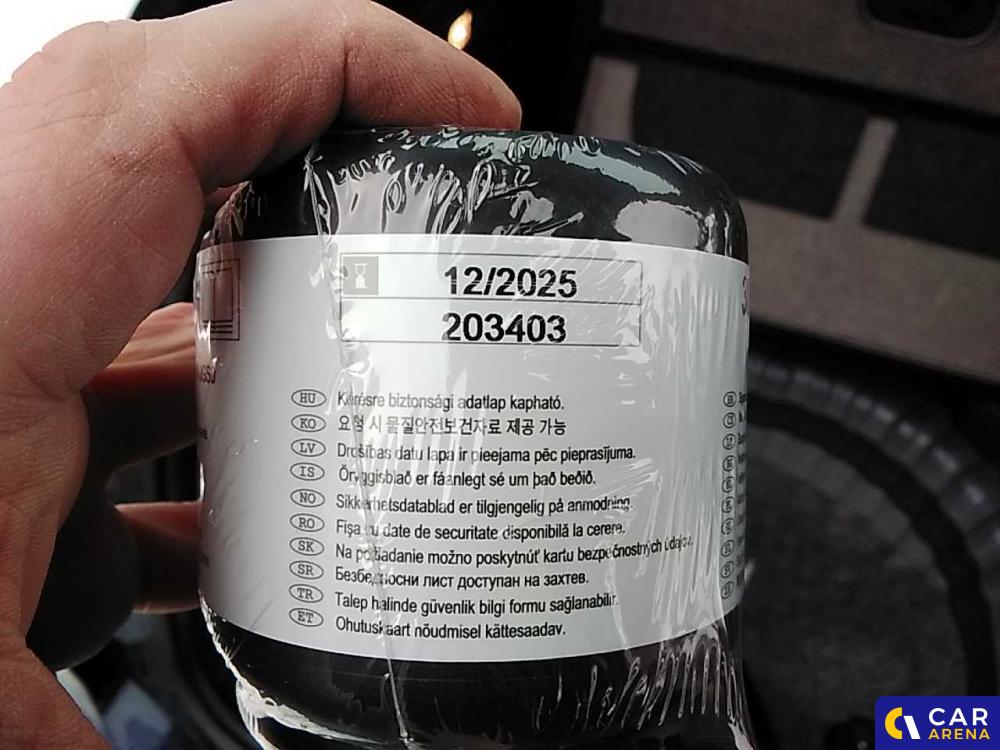 12/2025
203403
HU Kérésre biztonsági adatlap kapható.
KO 요청 시 물질안전보건자료 제공 가능
LV Drošības datu lapa ir pieejama pēc pieprasījuma.
IS Öryggisblað er fáanlegt sé um það beðið.
NO Sikkerhetsdatablad er tilgjengelig på anmodning.
RO Fişa cu date de securitate disponibilă la cerere.
SK Na požiadanie možno poskytnúť kartu bezpečnostných údajov.
SR Безбедносни лист доступан на захтев.
TR Talep halinde güvenlik bilgi formu sağlanabilir.
ET Ohutuskaart nõudmisel kättesaadav.
CAR
ARENA